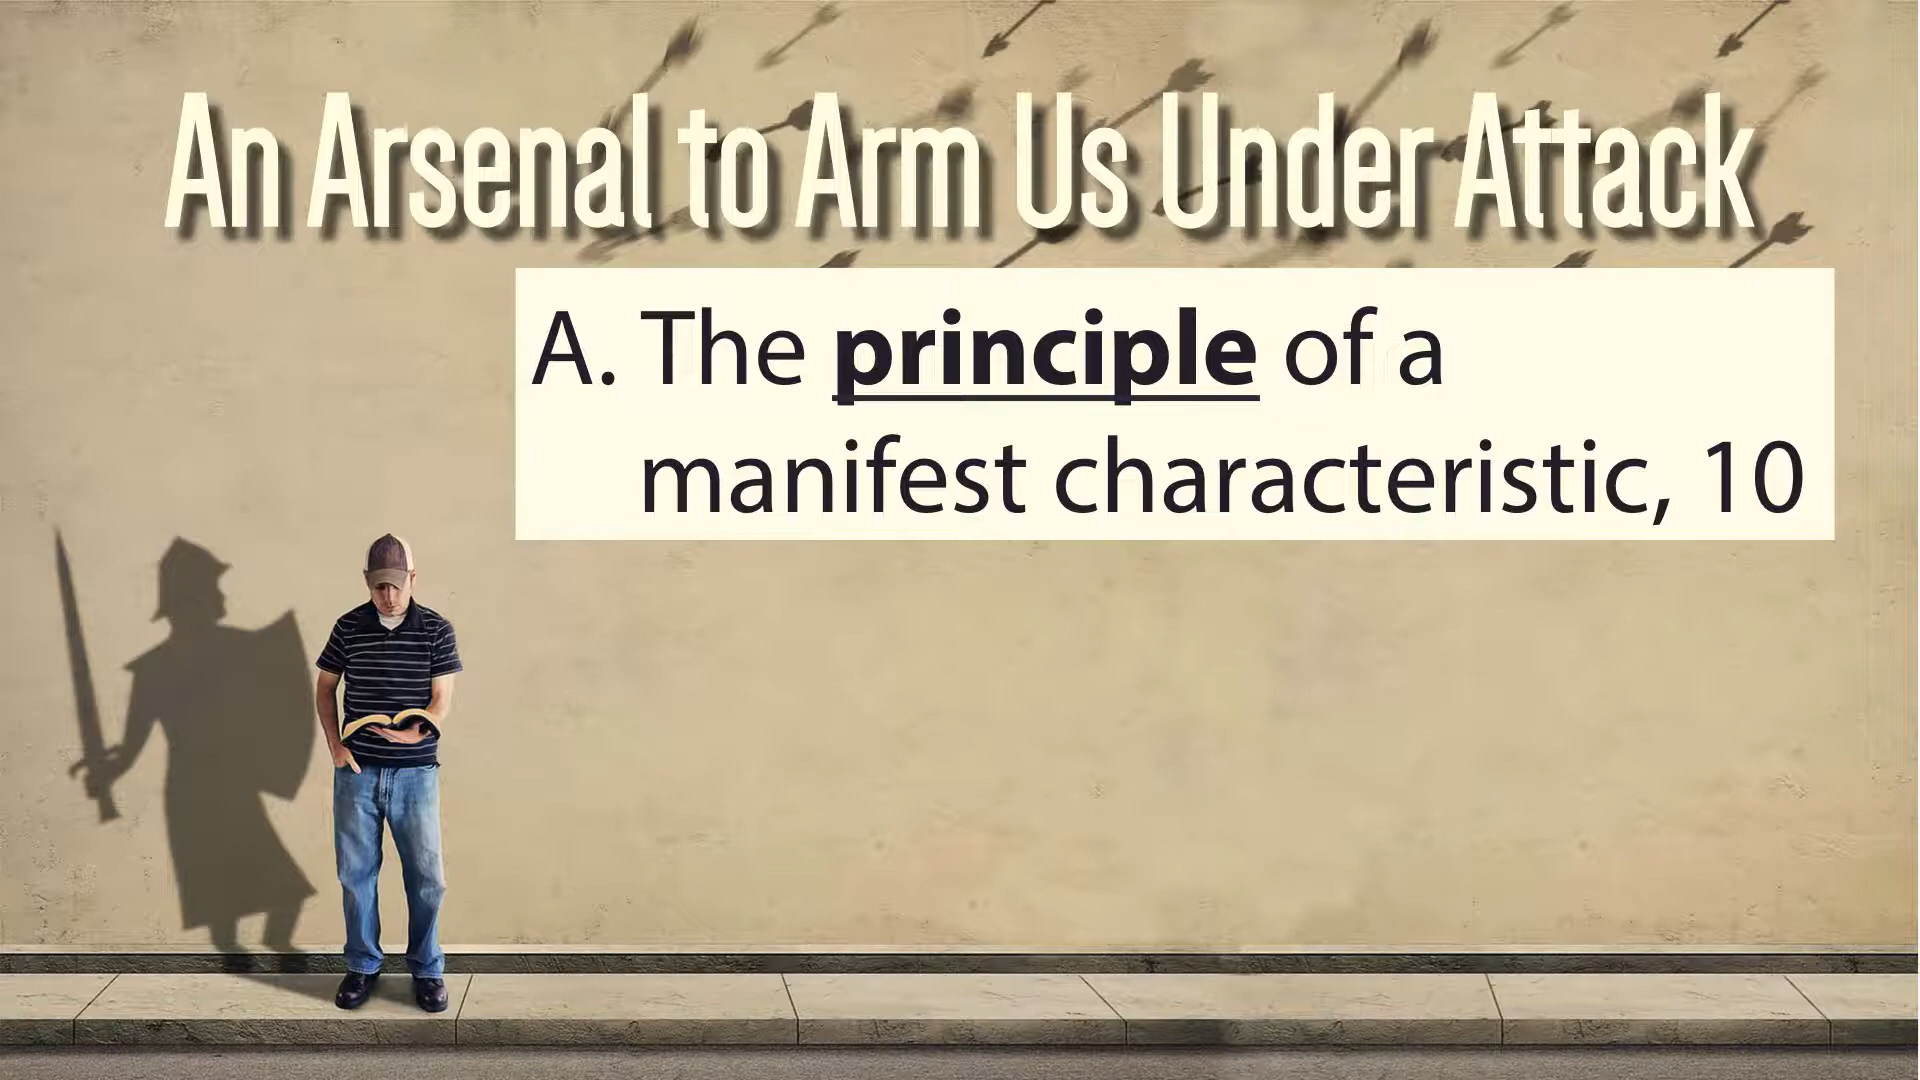 An Arsenal to Arm Us Under Attack
A. The principle of a
manifest characteristic, 10